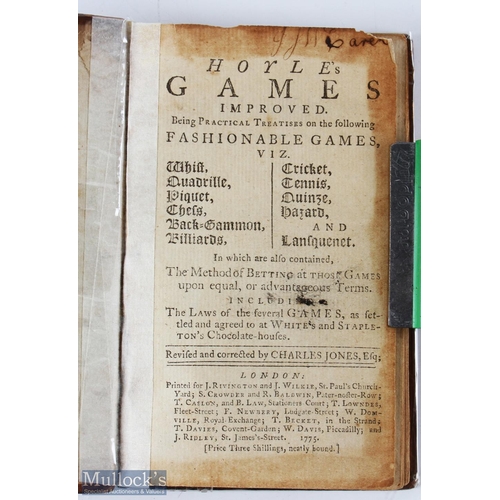 HOYLE's
GAMES
IMPROVED.
Being PRACTICAL TREATISES on the following
FASHIONABLE GAMES,
VIZ.
Whist,
Quadrille,
Piquet,
Chess,
Back-Gammon,
Billiards,
Cricket,
Tennis,
Quinze,
Hazard,
AND
Lansquenet.
In which are also contained,
The Method of BETTING at THOSE GAMES
upon equal, or advantageous Terms.
INCLUDING
The LAWS of the several GAMES, as set-
tled and agreed to at WHITE's and STAPLE-
TON's Chocolate-houses.
Revised and corrected by CHARLES JONES, Esq;
LONDON:
Printed for J. RIVINGTON and J. WILKIE, St. Paul's Church-
Yard; S. CROWDER and R. BALDWIN, Pater-noster-Row;
T. CASLON, and B. LAW, Stationers Court; T. LOWNDES,
Fleet-Street; F. NEWBERY, Ludgate-Street; W. DOM-
VILLE, Royal-Exchange; T. BECKET, in the Strand;
T. DAVIES, Covent-Garden; W. DAVIS, Piccadilly; and
J. RIDLEY, St. James's-Street. 1775.
[Price Three Shillings, neatly bound.]
Mullock's
Specialist Auctioneers & Valuers